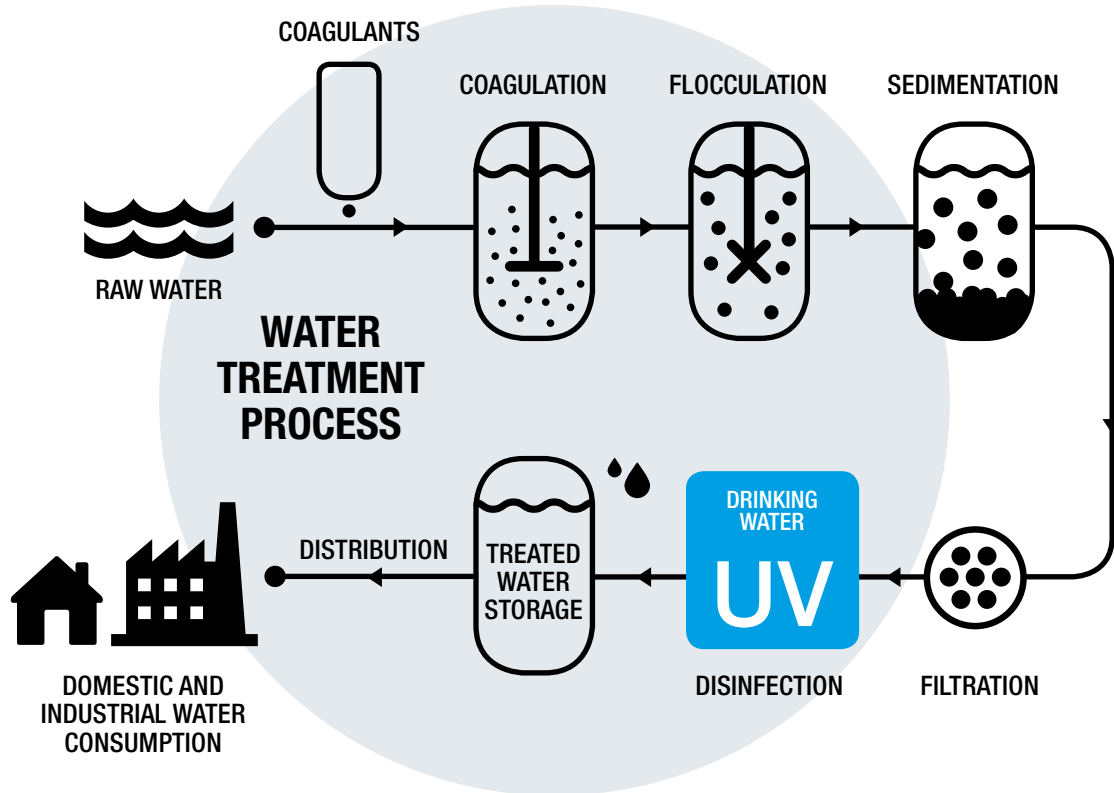 COAGULANTS
COAGULATION
FLOCCULATION
SEDIMENTATION
RAW WATER
WATER
TREATMENT
PROCESS
DRINKING
WATER
UV
DISINFECTION
FILTRATION
TREATED
WATER
STORAGE
DISTRIBUTION
DOMESTIC AND
INDUSTRIAL WATER
CONSUMPTION